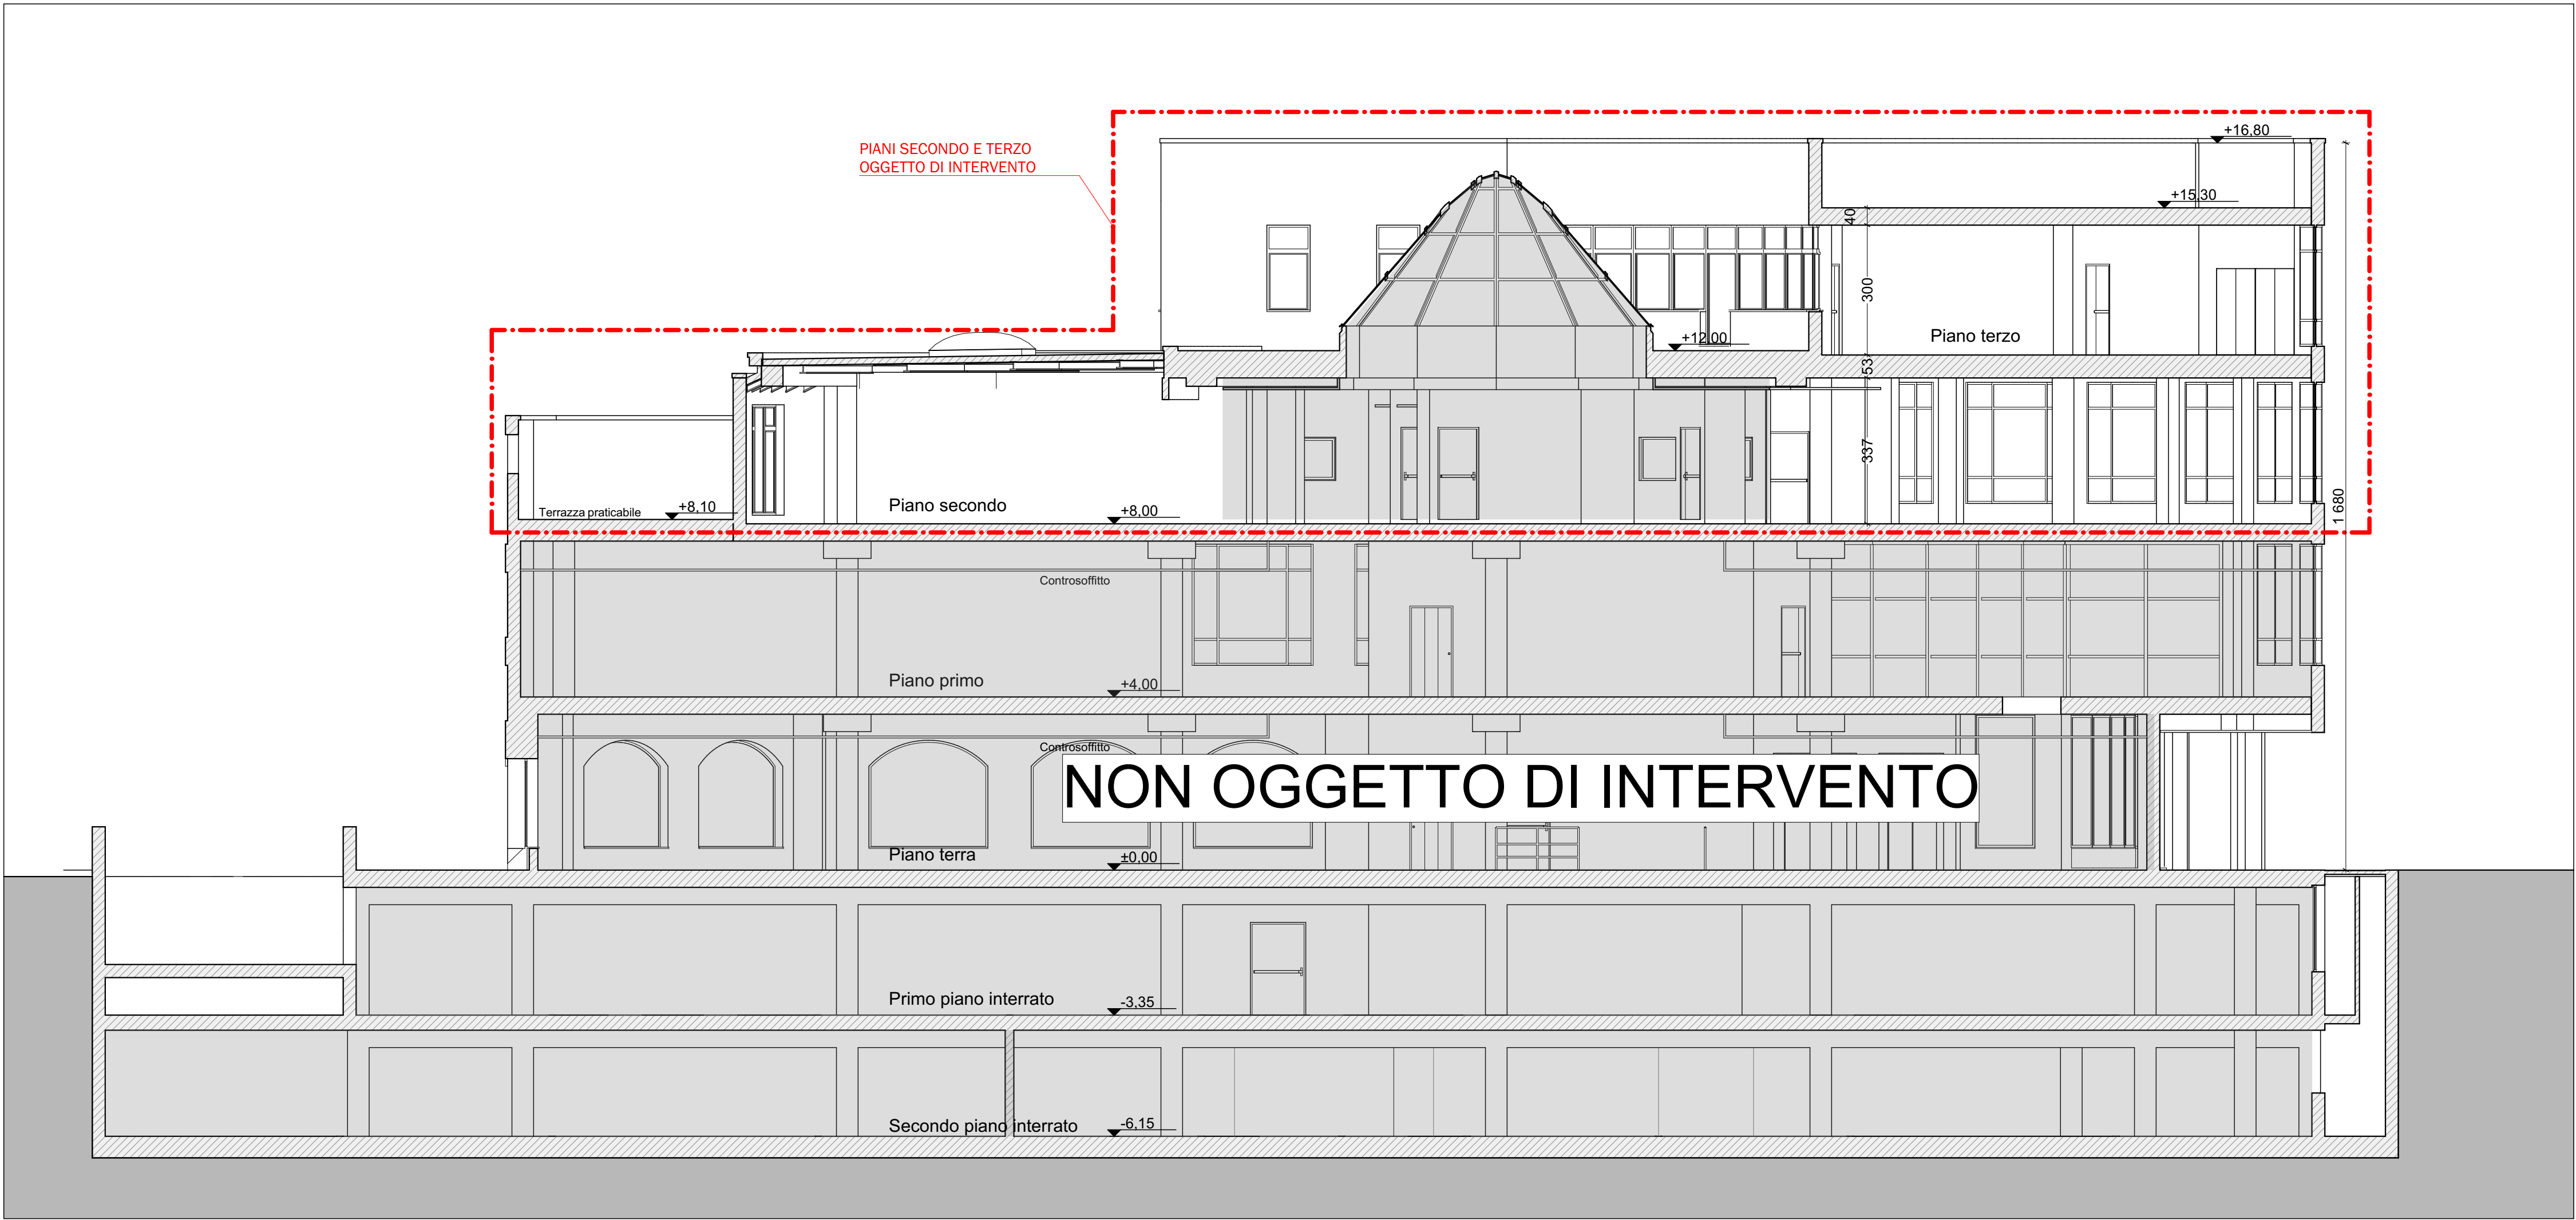 PIANI SECONDO E TERZO
OGGETTO DI INTERVENTO
+16,80
+15,30
40
300
Piano terzo
+12,00
53
337
Terrazza praticabile
+8,10
Piano secondo
+8,00
1 680
Controsoffitto
Piano primo
+4,00
Controsoffitto
NON OGGETTO DI INTERVENTO
Piano terra
±0,00
Primo piano interrato
-3,35
Secondo piano interrato
-6,15